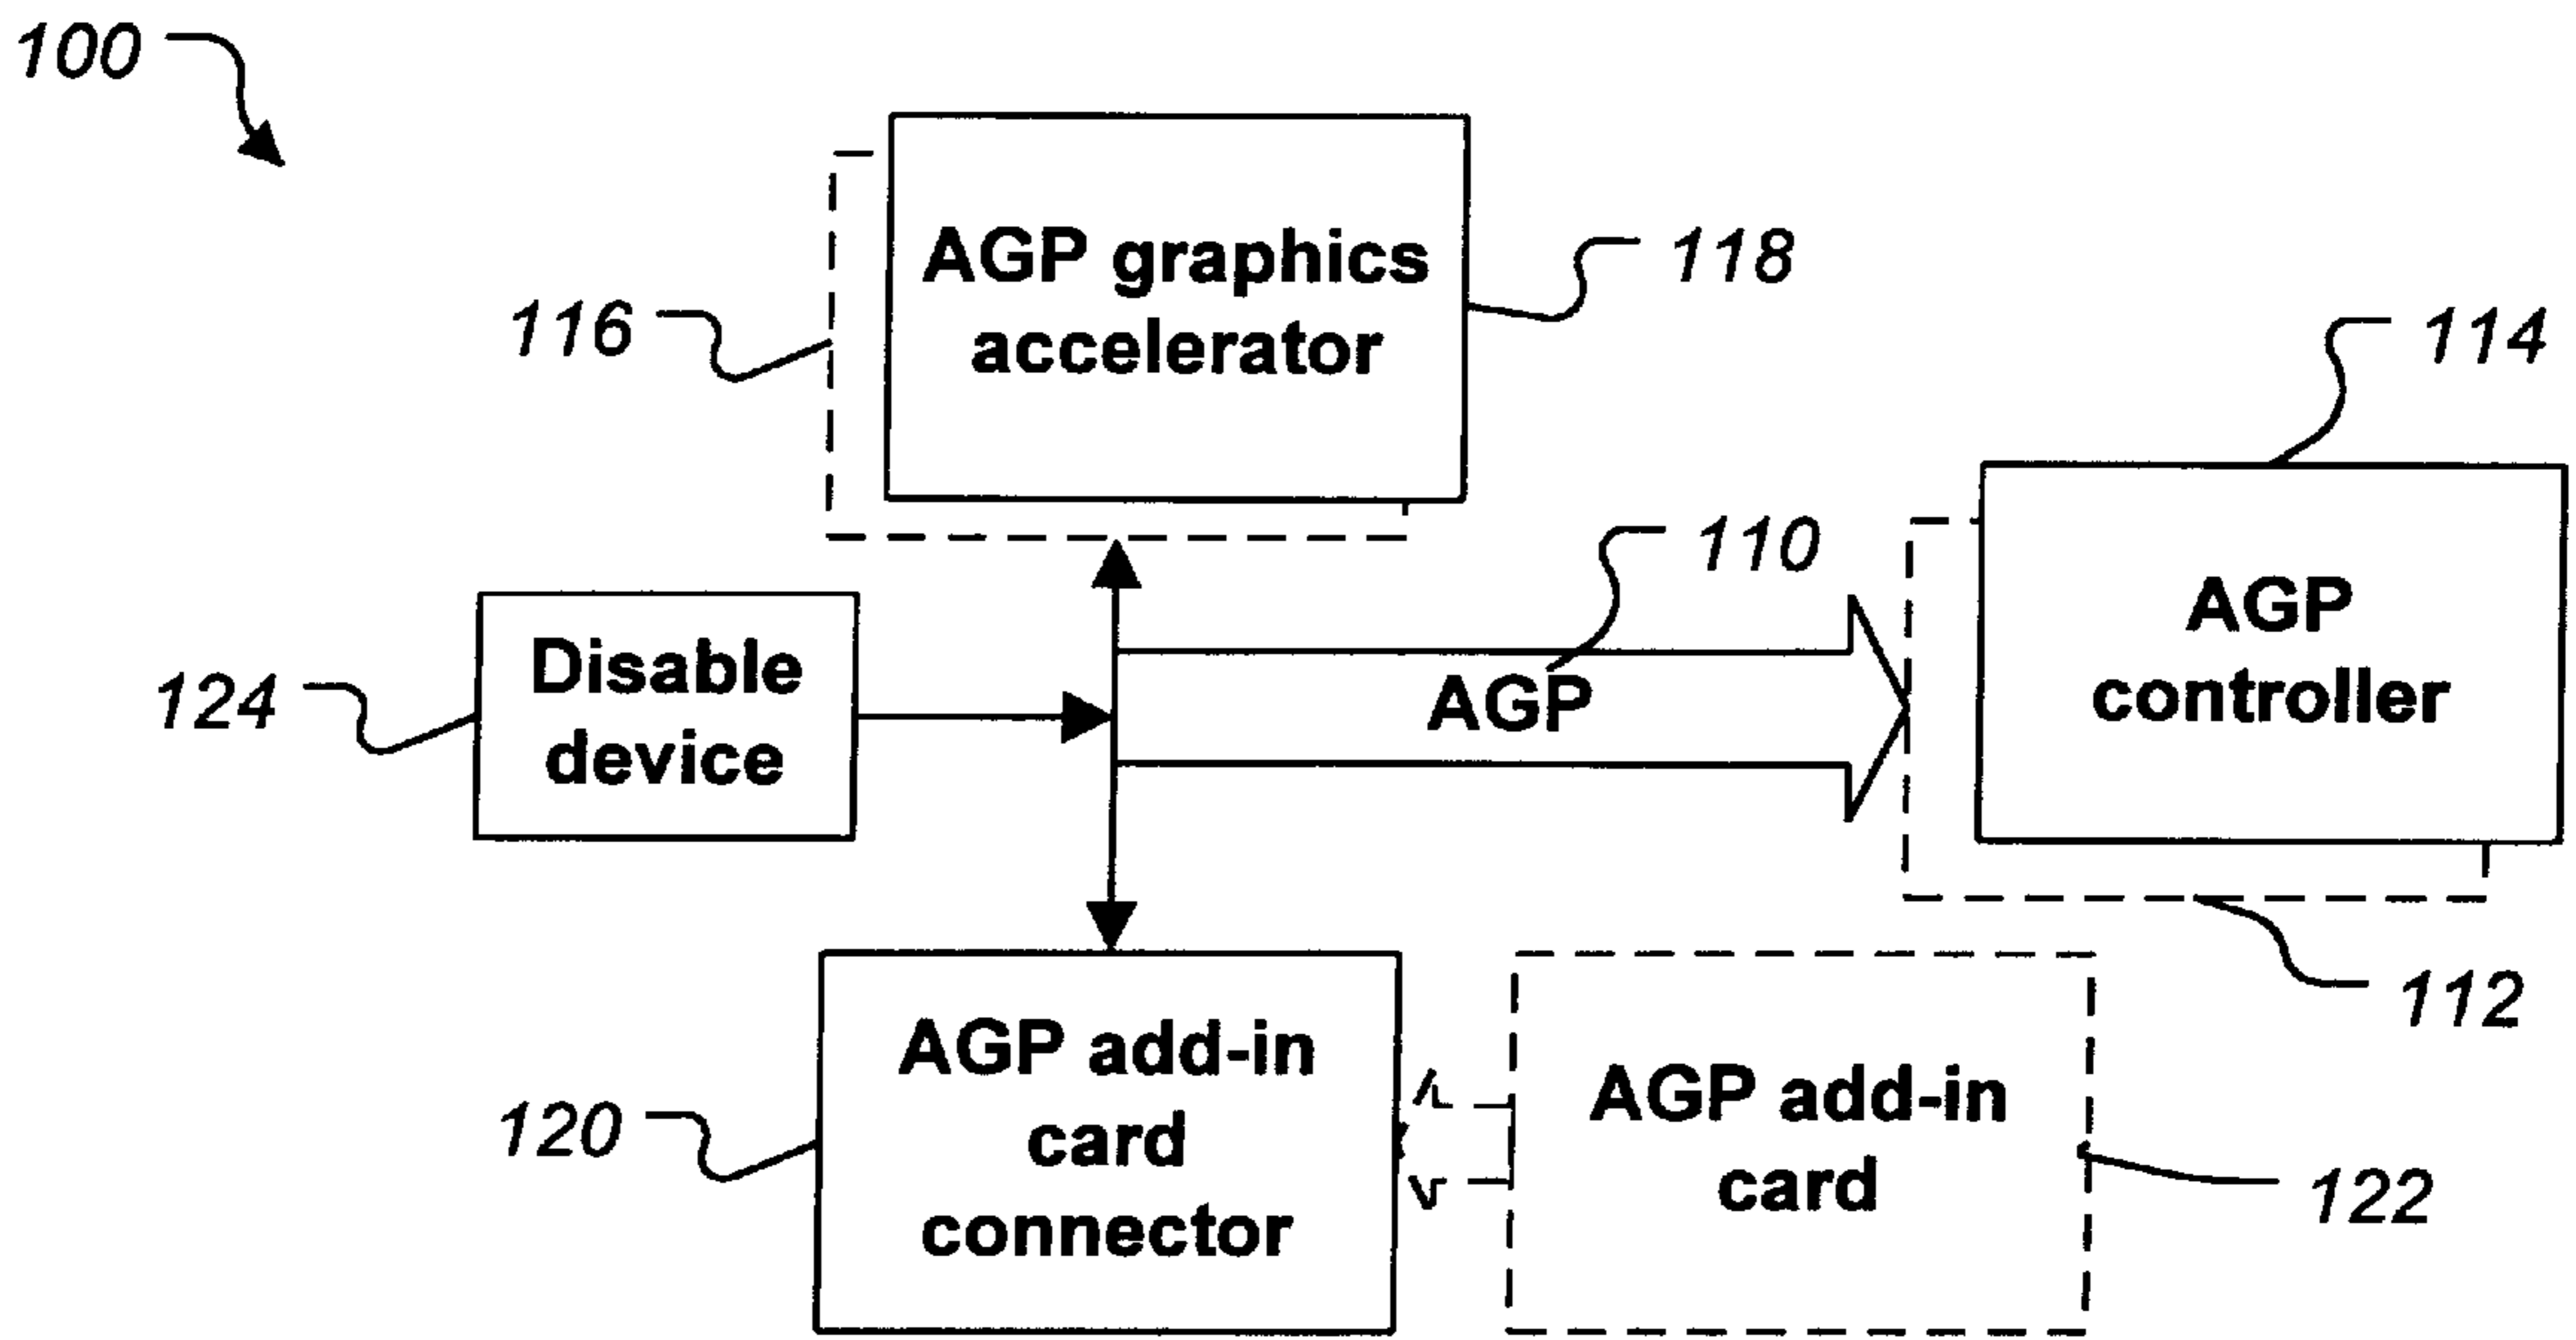 100
AGP graphics
accelerator
118
116
114
110
AGP
controller
Disable
device
124
AGP
112
AGP add-in
card
connector
120
AGP add-in
card
122